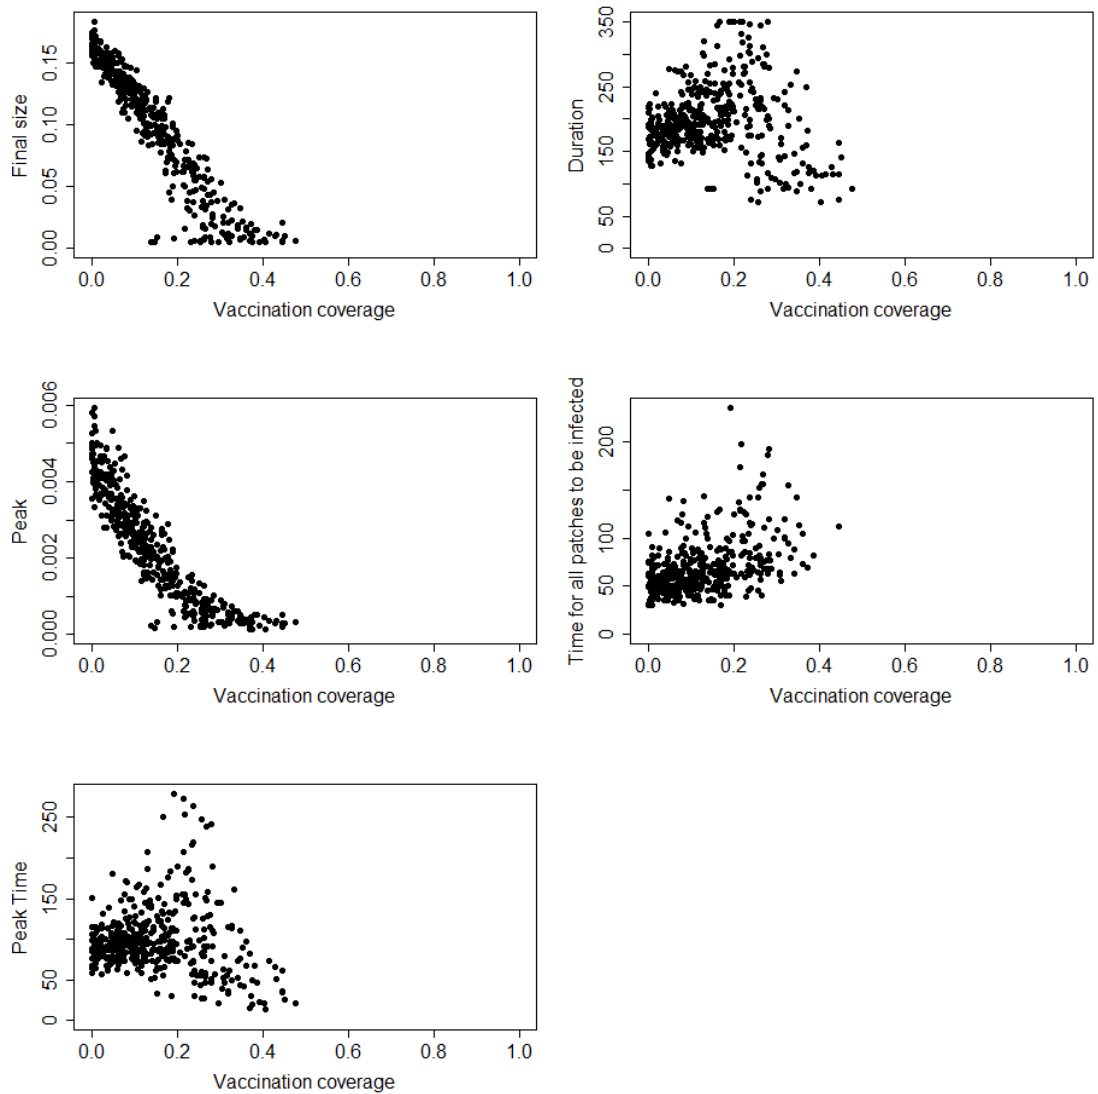 Final size
0.00 0.05 0.10 0.15
0.0 0.2 0.4 0.6 0.8 1.0
Vaccination coverage
Duration
0 50 150 250 350
0.0 0.2 0.4 0.6 0.8 1.0
Vaccination coverage
Peak
0.000 0.002 0.004 0.006
0.0 0.2 0.4 0.6 0.8 1.0
Vaccination coverage
Time for all patches to be infected
0 50 100 200
0.0 0.2 0.4 0.6 0.8 1.0
Vaccination coverage
Peak Time
0 50 150 250
0.0 0.2 0.4 0.6 0.8 1.0
Vaccination coverage